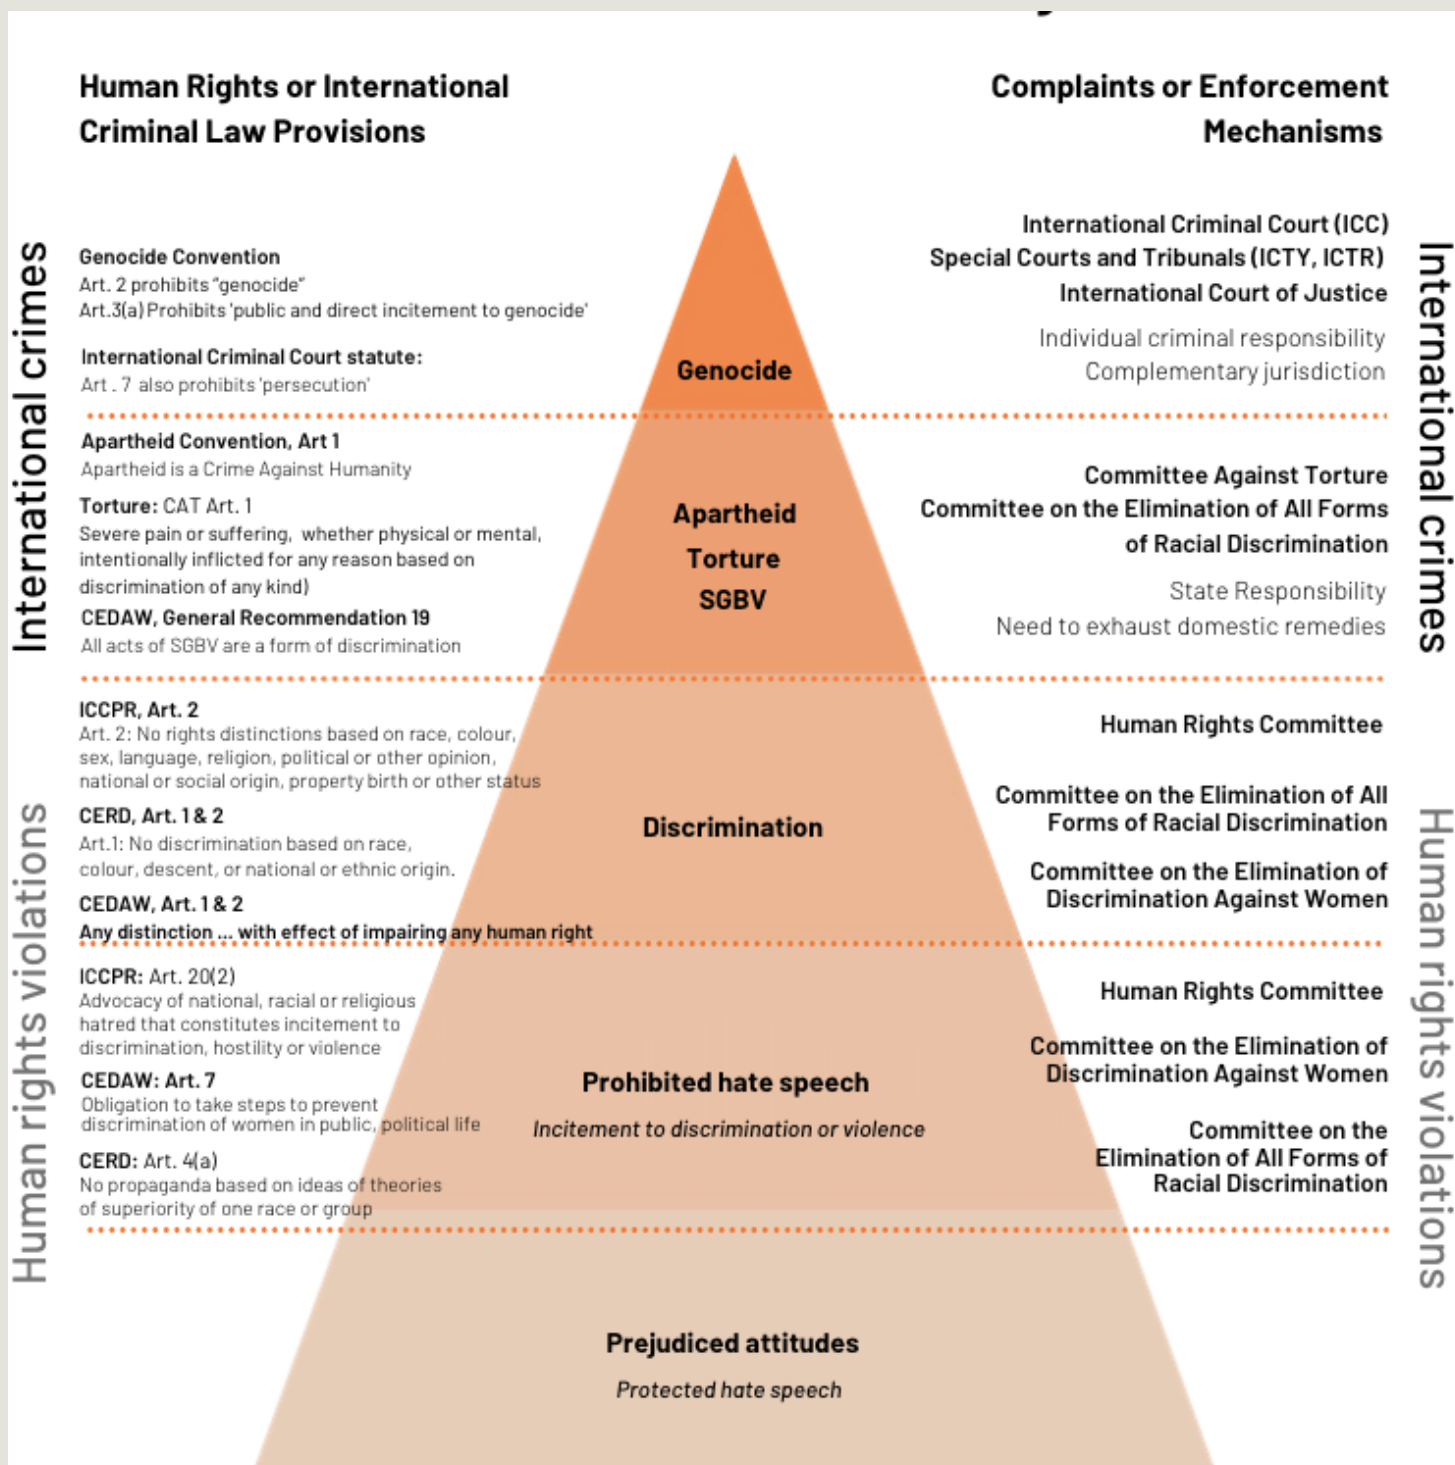 Human Rights or International
Criminal Law Provisions
Complaints or Enforcement
Mechanisms
International crimes
Genocide Convention
Art. 2 prohibits "genocide"
Art.3(a) Prohibits 'public and direct incitement to genocide'
International Criminal Court statute:
Art . 7 also prohibits 'persecution'
Genocide
International Criminal Court (ICC)
Special Courts and Tribunals (ICTY, ICTR)
International Court of Justice
Individual criminal responsibility
Complementary jurisdiction
International crimes
Apartheid Convention, Art 1
Apartheid is a Crime Against Humanity
Torture: CAT Art. 1
Severe pain or suffering, whether physical or mental,
intentionally inflicted for any reason based on
discrimination of any kind)
CEDAW, General Recommendation 19
All acts of SGBV are a form of discrimination
Apartheid
Torture
SGBV
Committee Against Torture
Committee on the Elimination of All Forms
of Racial Discrimination
State Responsibility
Need to exhaust domestic remedies
Human rights violations
ICCPR, Art. 2
Art. 2: No rights distinctions based on race, colour,
sex, language, religion, political or other opinion,
national or social origin, property birth or other status
CERD, Art. 1 & 2
Art.1: No discrimination based on race,
colour, descent, or national or ethnic origin.
CEDAW, Art. 1 & 2
Any distinction ... with effect of impairing any human right
Discrimination
Human Rights Committee
Committee on the Elimination of All
Forms of Racial Discrimination
Committee on the Elimination of
Discrimination Against Women
Human rights violations
ICCPR: Art. 20(2)
Advocacy of national, racial or religious
hatred that constitutes incitement to
discrimination, hostility or violence
CEDAW: Art. 7
Obligation to take steps to prevent
discrimination of women in public, political life
CERD: Art. 4(a)
No propaganda based on ideas of theories
of superiority of one race or group
Prohibited hate speech
Incitement to discrimination or violence
Human Rights Committee
Committee on the Elimination of
Discrimination Against Women
Committee on the
Elimination of All Forms of
Racial Discrimination
Prejudiced attitudes
Protected hate speech